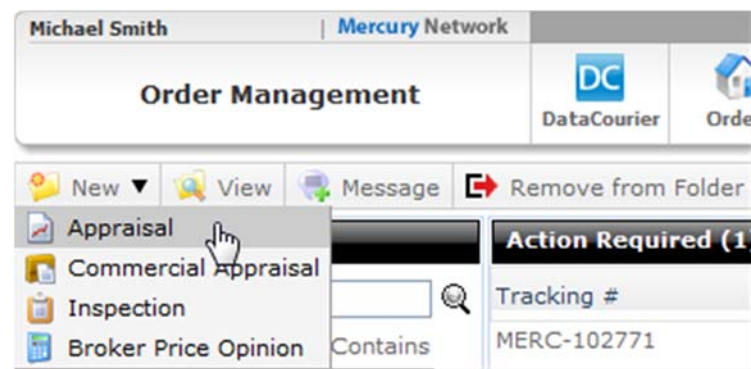 Michael Smith | Mercury Network
Order Management
DC
DataCourier
New ▼ View Message Remove from Folder
Appraisal
Commercial Appraisal
Inspection
Broker Price Opinion
Contains
Action Required (1
Tracking #
MERC-102771